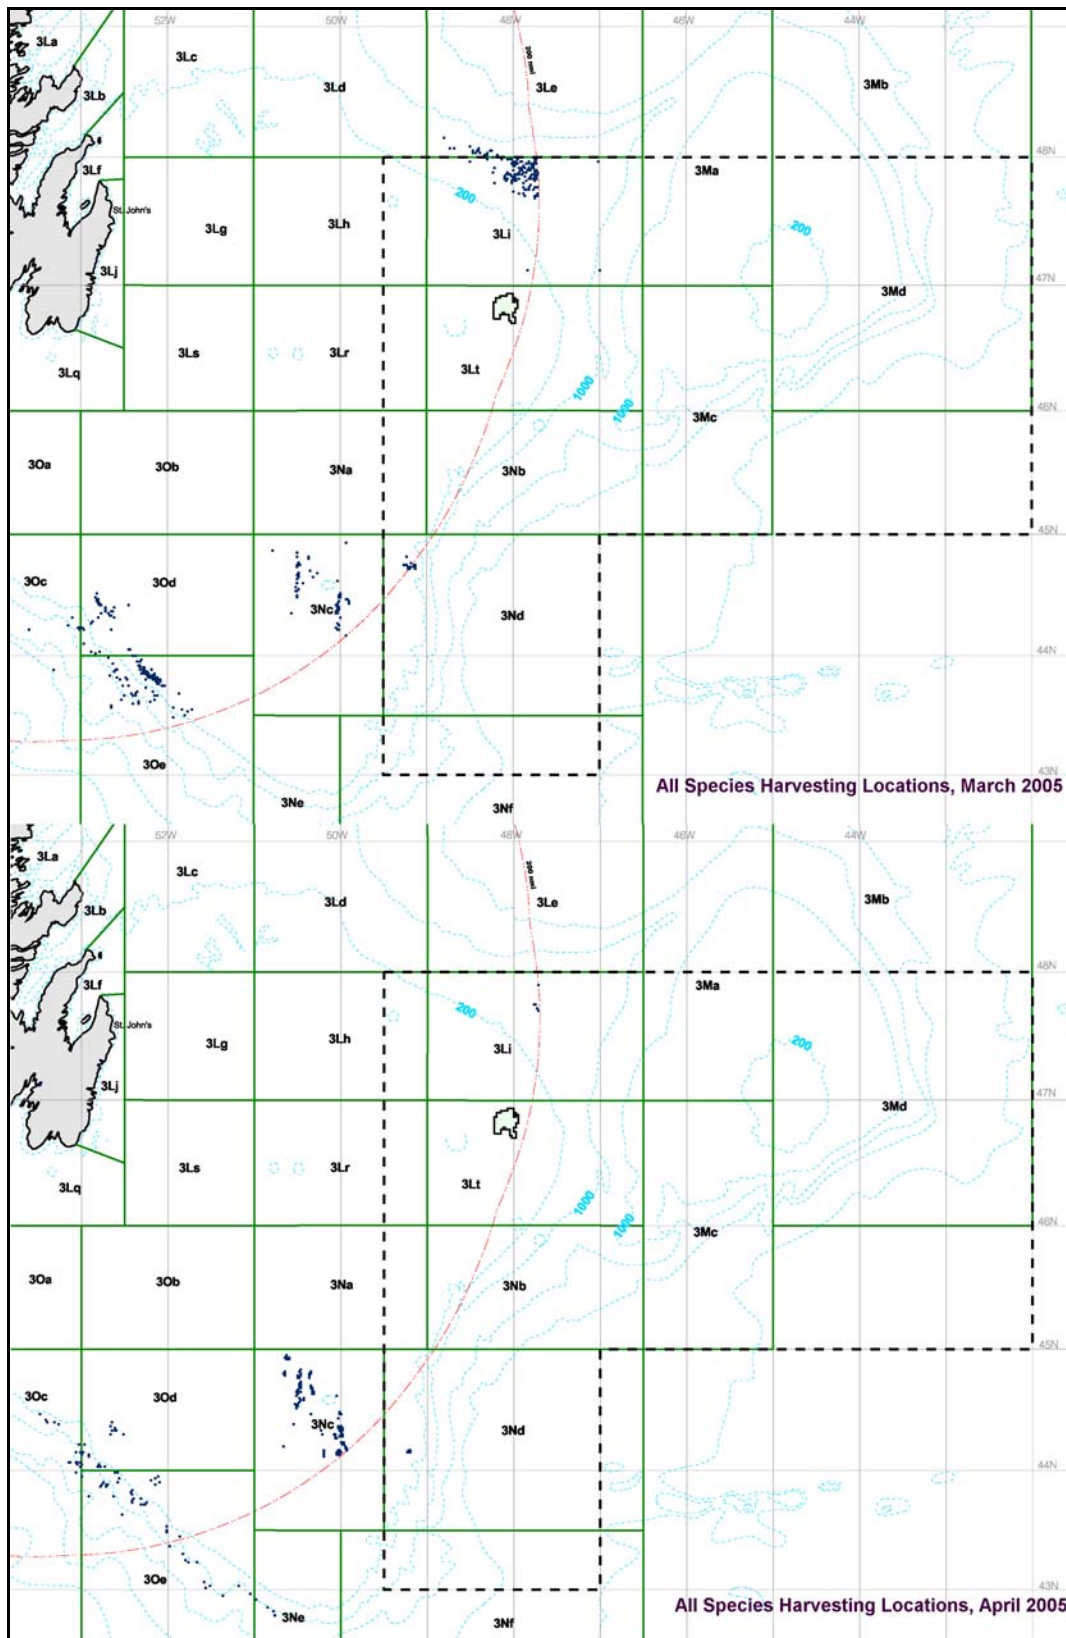 52W 50W 48W 46W 44W
3La
3Lc
200 nmi
3Lb
3Ld
3Le
3Mb
48N
3Lf
3Ma
200
St. John's
3Lg
3Lh
3Li
200
3Lj
47N
3Md
3Ls
3Lr
3Lt
3Lq
1000
1000
46N
3Mc
3Oa
3Ob
3Na
3Nb
45N
3Oc
3Od
3Nc
3Nd
44N
3Oe
43N
All Species Harvesting Locations, March 2005
3Ne
3Nf
52W 50W 48W 46W 44W
3La
3Lc
200 nmi
3Lb
3Ld
3Le
3Mb
48N
3Lf
3Ma
200
St. John's
3Lg
3Lh
3Li
200
3Lj
47N
3Md
3Ls
3Lr
3Lt
3Lq
1000
1000
46N
3Mc
3Oa
3Ob
3Na
3Nb
45N
3Oc
3Od
3Nc
3Nd
44N
3Oe
43N
All Species Harvesting Locations, April 2005
3Ne
3Nf